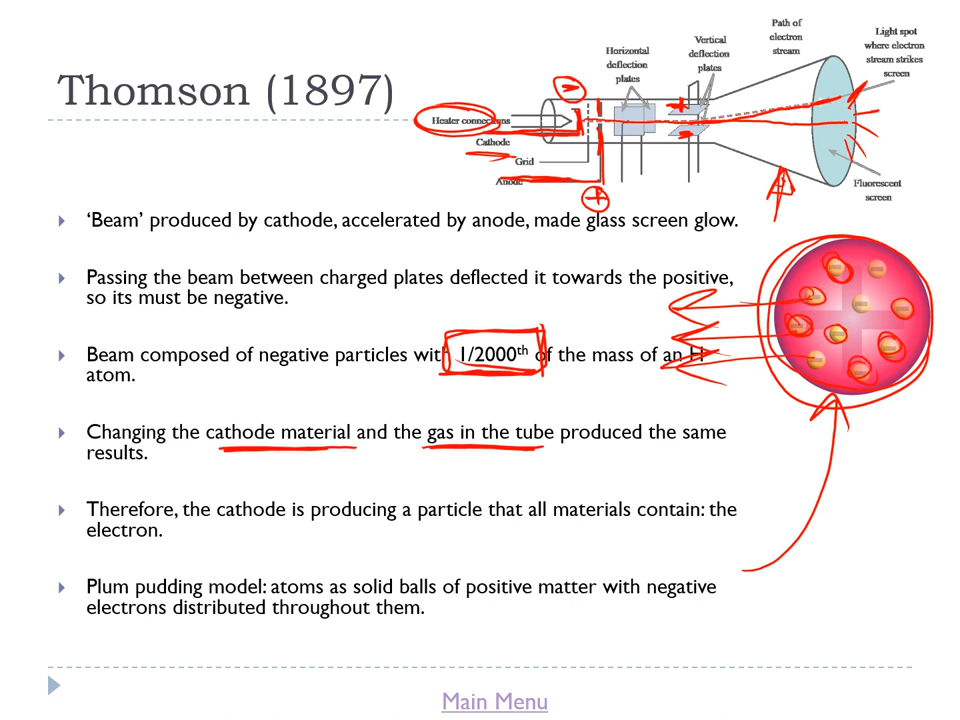 Thomson (1897)
Path of
electron
stream
Light spot
where electron
stream strikes
screen
Vertical
deflection
plates
Horizontal
deflection
plates
Heater connections
Cathode
Grid
Anode
Fluorescent
screen
‘Beam’ produced by cathode, accelerated by anode, made glass screen glow.
Passing the beam between charged plates deflected it towards the positive,
so its must be negative.
Beam composed of negative particles with 1/2000th of the mass of an H
atom.
Changing the cathode material and the gas in the tube produced the same
results.
Therefore, the cathode is producing a particle that all materials contain: the
electron.
Plum pudding model: atoms as solid balls of positive matter with negative
electrons distributed throughout them.
Main Menu